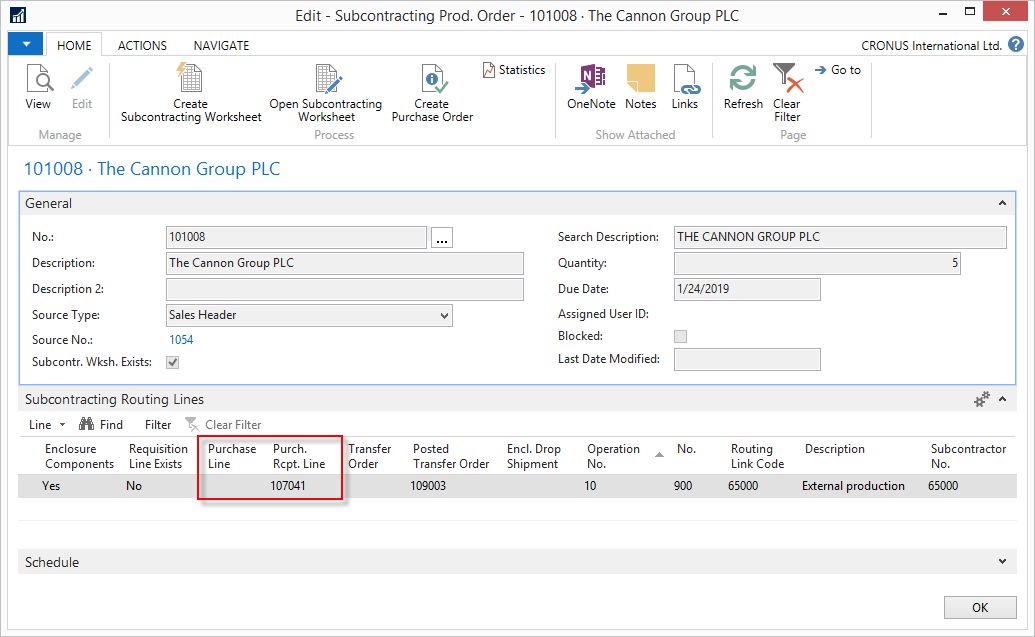 Edit - Subcontracting Prod. Order - 101008 · The Cannon Group PLC
HOME ACTIONS NAVIGATE CRONUS International Ltd. ?
View
Edit
Manage
Create
Subcontracting Worksheet
Open Subcontracting
Worksheet
Create
Purchase Order
Statistics
Process
OneNote
Notes
Links
Show Attached
Refresh
Clear
Filter
Go to
Page
101008 · The Cannon Group PLC
General
No.: 101008 ...
Description: The Cannon Group PLC
Description 2:
Source Type: Sales Header
Source No.: 1054
Subcontr. Wksh. Exists:
Search Description: THE CANNON GROUP PLC
Quantity: 5
Due Date: 1/24/2019
Assigned User ID:
Blocked:
Last Date Modified:
Subcontracting Routing Lines
Line Find Filter Clear Filter
Enclosure Requisition Purchase Purch. Transfer Posted Encl. Drop Operation No. Routing Description Subcontractor
Components Line Exists Line Rcpt. Line Order Transfer Order Shipment No. Link Code No.
Yes No 107041 109003 10 900 65000 External production 65000
Schedule
OK